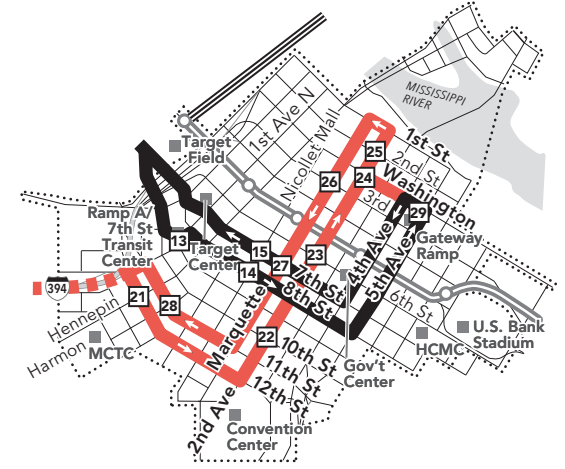 MISSISSIPPI
RIVER
1st Ave N
Nicollet Mall
1st St
2nd St
Washington
3rd
Target
Field
25
24
26
29
Ramp A/
7th St
Transit
Center
13
Target
Center
15
14
27
23
4th Ave
5th Ave
Gateway
Ramp
7th St
8th St
6th St
394
21
28
Hennepin
Harmon
MCTC
Marquette
22
10th St
11th St
12th St
2nd Ave
Gov't
Center
HCMC
U.S. Bank
Stadium
Convention
Center